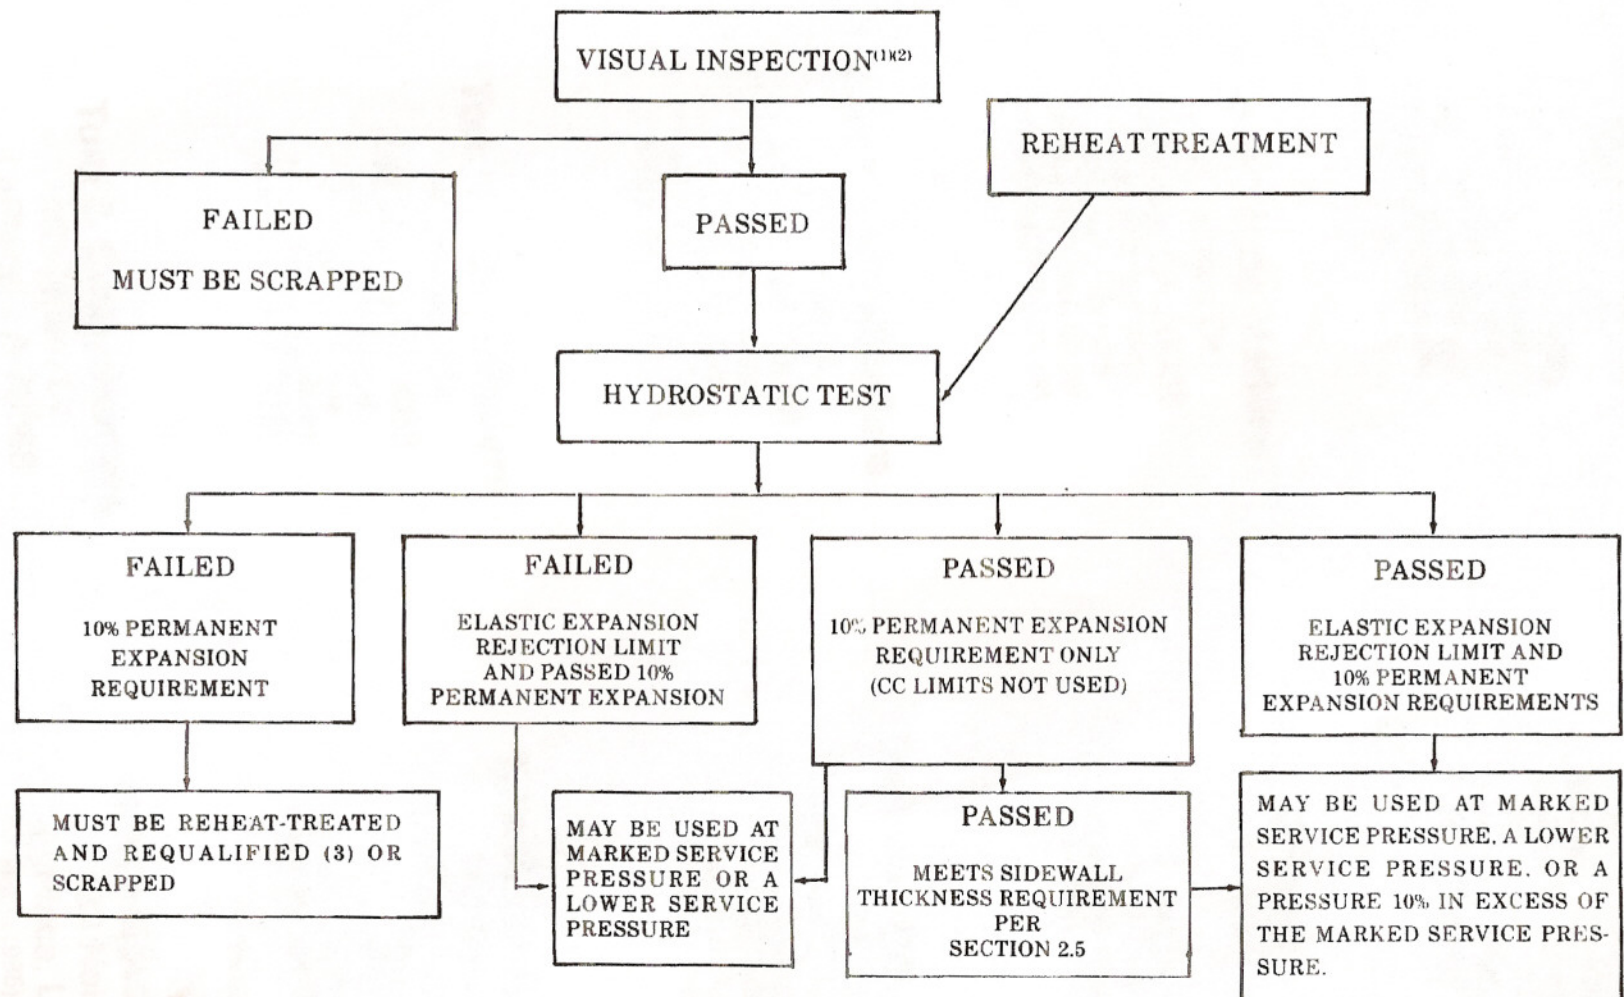 VISUAL INSPECTION(1)(2)
REHEAT TREATMENT
FAILED
MUST BE SCRAPPED
PASSED
HYDROSTATIC TEST
FAILED
10% PERMANENT
EXPANSION
REQUIREMENT
FAILED
ELASTIC EXPANSION
REJECTION LIMIT
AND PASSED 10%
PERMANENT EXPANSION
PASSED
10% PERMANENT EXPANSION
REQUIREMENT ONLY
(CC LIMITS NOT USED)
PASSED
ELASTIC EXPANSION
REJECTION LIMIT AND
10% PERMANENT
EXPANSION REQUIREMENTS
MUST BE REHEAT-TREATED
AND REQUALIFIED (3) OR
SCRAPPED
MAY BE USED AT
MARKED SERVICE
PRESSURE OR A
LOWER SERVICE
PRESSURE
PASSED
MEETS SIDEWALL
THICKNESS REQUIREMENT
PER
SECTION 2.5
MAY BE USED AT MARKED
SERVICE PRESSURE, A LOWER
SERVICE PRESSURE, OR A
PRESSURE 10% IN EXCESS OF
THE MARKED SERVICE PRES-
SURE.